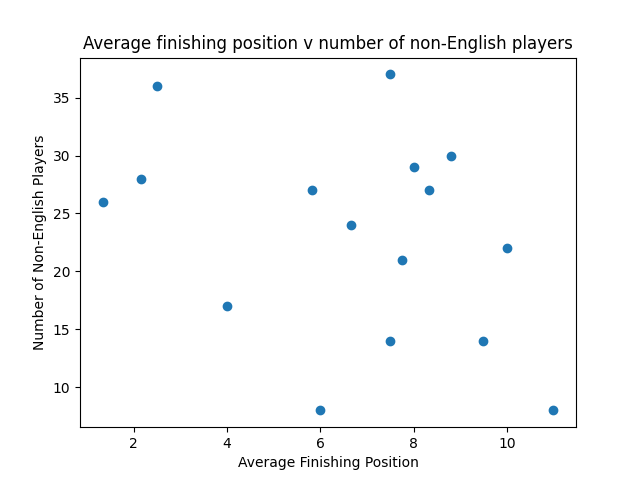 Average finishing position v number of non-English players
35
30
25
20
15
10
Number of Non-English Players
2 4 6 8 10
Average Finishing Position